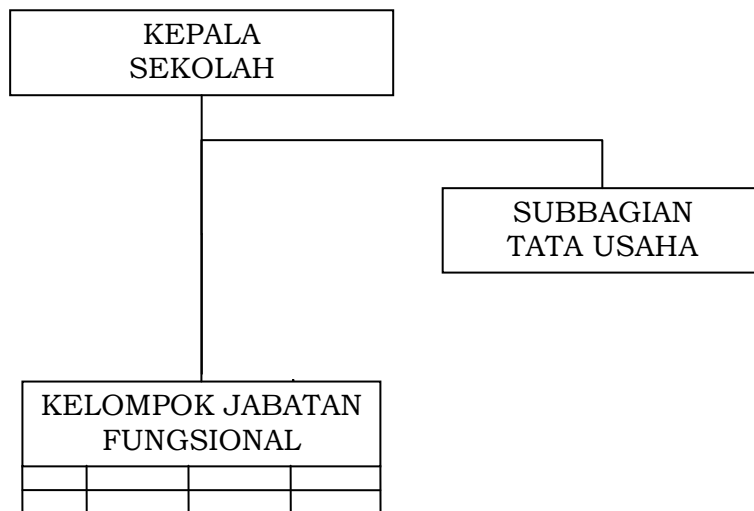 KEPALA
SEKOLAH
SUBBAGIAN
TATA USAHA
KELOMPOK JABATAN
FUNGSIONAL